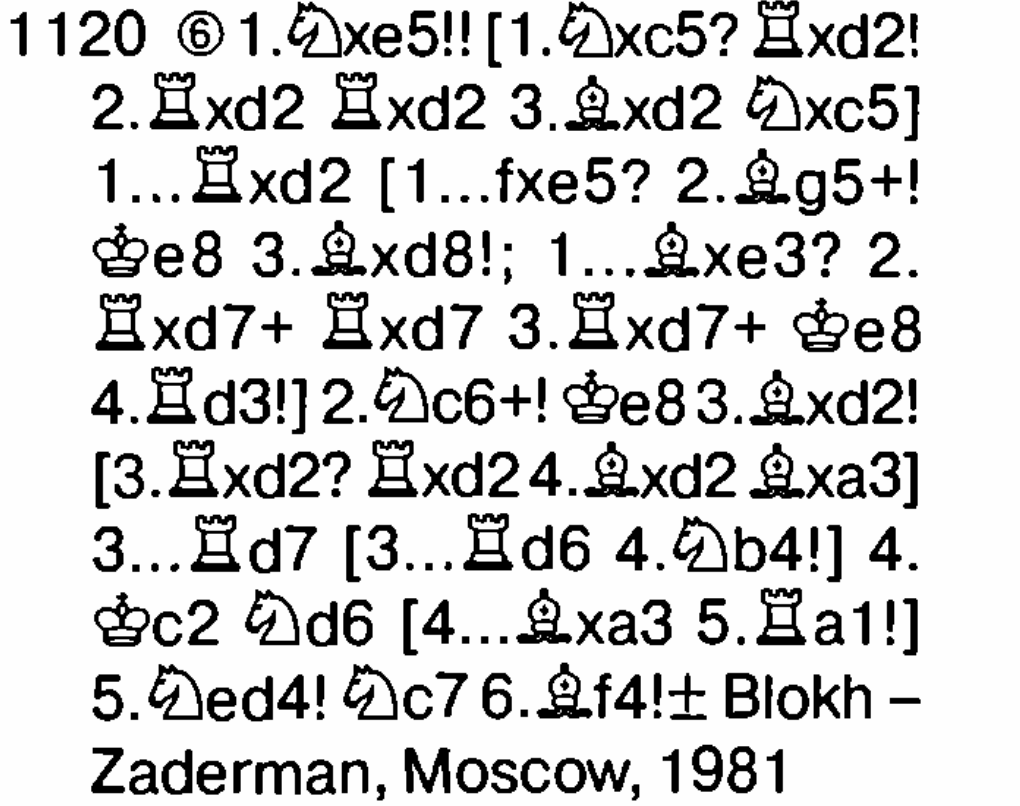 1120 ⑥ 1.♘xe5!! [1.♘xc5? ♖xd2!
2.♖xd2 ♖xd2 3.♗xd2 ♘xc5]
1...♖xd2 [1...fxe5? 2.♗g5+!
♔e8 3.♗xd8!; 1...♗xe3? 2.
♖xd7+ ♖xd7 3.♖xd7+ ♔e8
4.♖d3!] 2.♘c6+! ♔e8 3.♗xd2!
[3.♖xd2? ♖xd2 4.♗xd2 ♗xa3]
3...♖d7 [3...♖d6 4.♘b4!] 4.
♔c2 ♘d6 [4...♗xa3 5.♖a1!]
5.♘ed4! ♘c7 6.♗f4!± Blokh –
Zaderman, Moscow, 1981